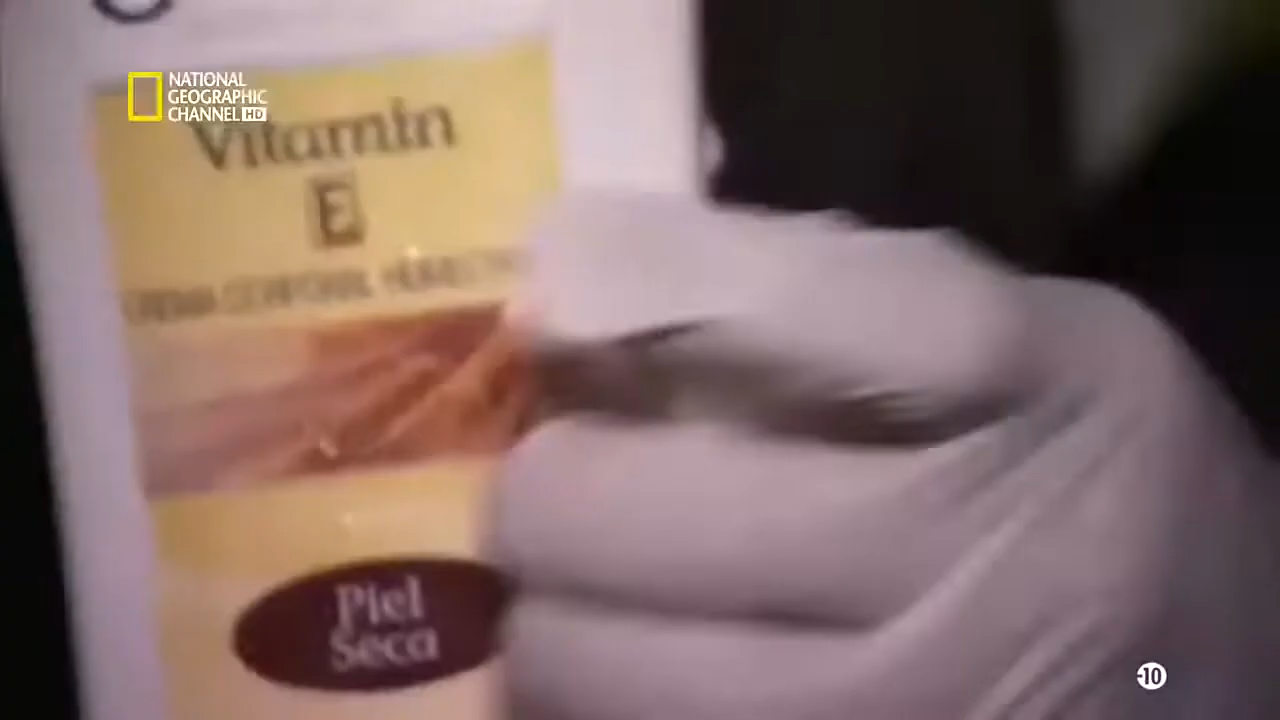 NATIONAL
GEOGRAPHIC
CHANNEL HD
Vitamin
E
Piel
Seca
-10